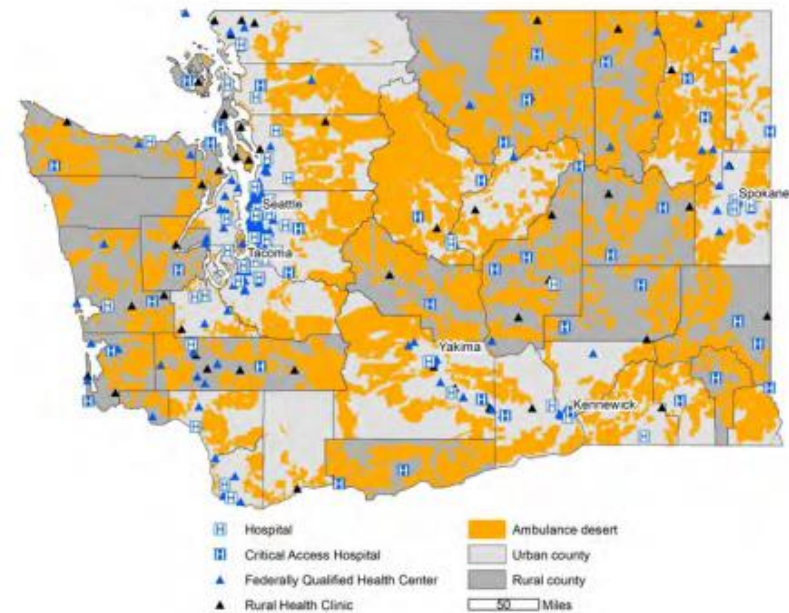 Seattle
Spokane
Tacoma
Yakima
Kennewick
H Hospital
H Critical Access Hospital
Federally Qualified Health Center
Rural Health Clinic
Ambulance desert
Urban county
Rural county
50 Miles